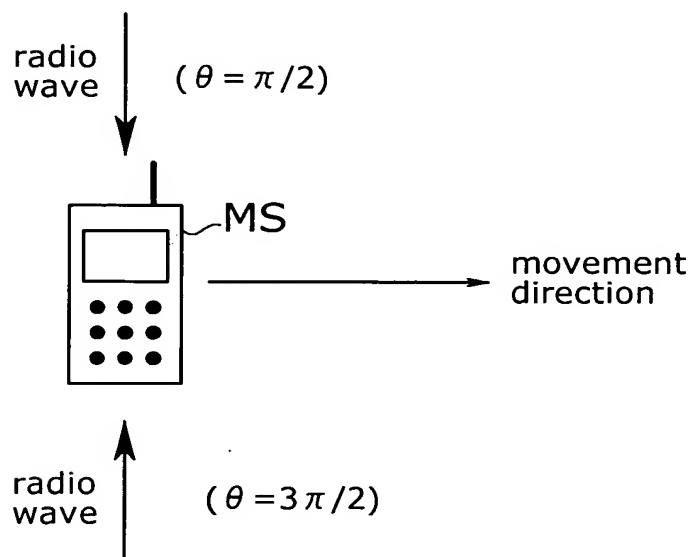 radio
wave
(θ=π/2)
MS
movement
direction
radio
wave
(θ=3π/2)